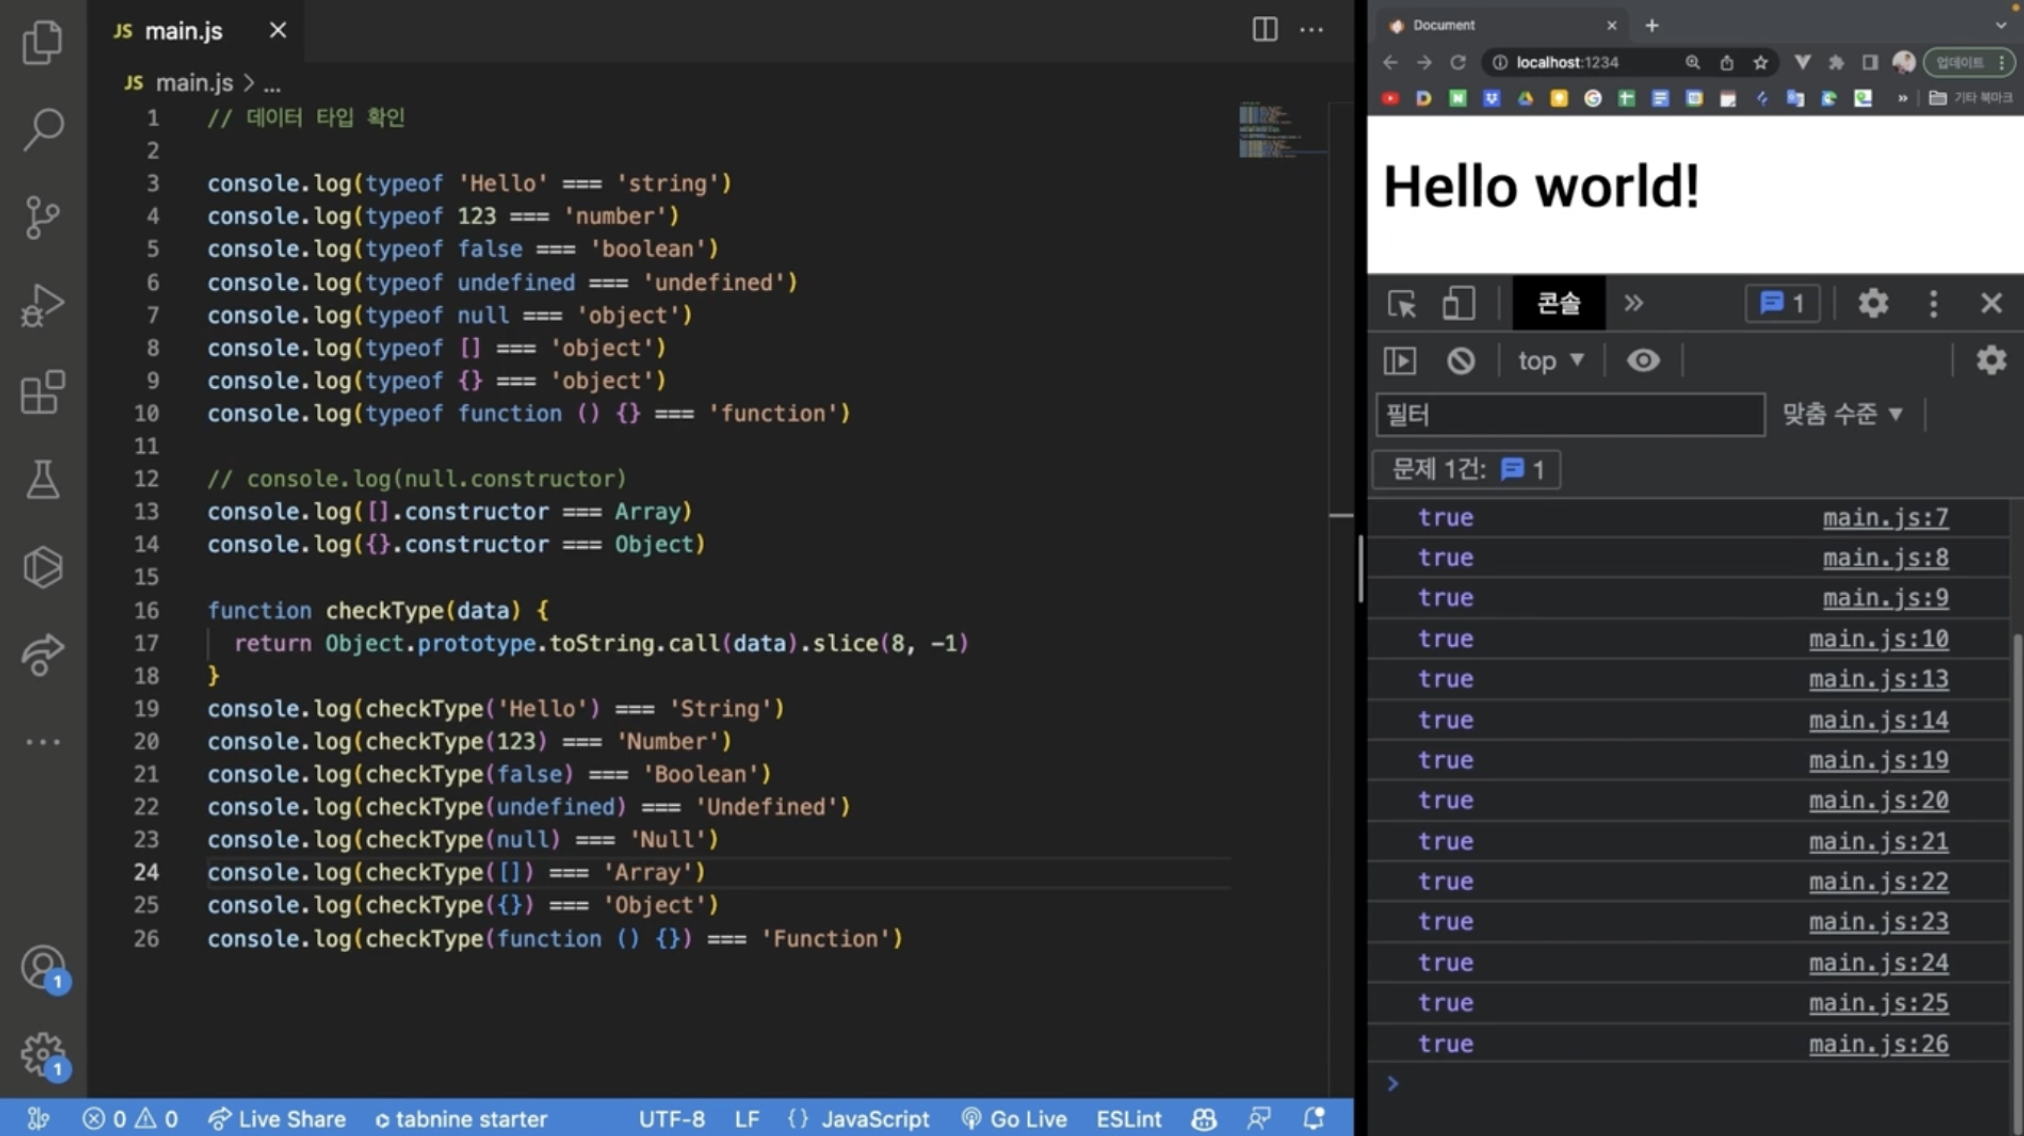 JS main.js
JS main.js > ...
1 // 데이터 타입 확인
2
3 console.log(typeof 'Hello' === 'string')
4 console.log(typeof 123 === 'number')
5 console.log(typeof false === 'boolean')
6 console.log(typeof undefined === 'undefined')
7 console.log(typeof null === 'object')
8 console.log(typeof [] === 'object')
9 console.log(typeof {} === 'object')
10 console.log(typeof function () {} === 'function')
11
12 // console.log(null.constructor)
13 console.log([].constructor === Array)
14 console.log({}.constructor === Object)
15
16 function checkType(data) {
17 return Object.prototype.toString.call(data).slice(8, -1)
18 }
19 console.log(checkType('Hello') === 'String')
20 console.log(checkType(123) === 'Number')
21 console.log(checkType(false) === 'Boolean')
22 console.log(checkType(undefined) === 'Undefined')
23 console.log(checkType(null) === 'Null')
24 console.log(checkType([]) === 'Array')
25 console.log(checkType({}) === 'Object')
26 console.log(checkType(function () {}) === 'Function')
1
1
0 0 Live Share tabnine starter UTF-8 LF {} JavaScript Go Live ESLint
Document
localhost:1234 업데이트
» 기타 북마크
Hello world!
콘솔 » 1
top
필터 맞춤 수준
문제 1건: 1
true main.js:7
true main.js:8
true main.js:9
true main.js:10
true main.js:13
true main.js:14
true main.js:19
true main.js:20
true main.js:21
true main.js:22
true main.js:23
true main.js:24
true main.js:25
true main.js:26
>